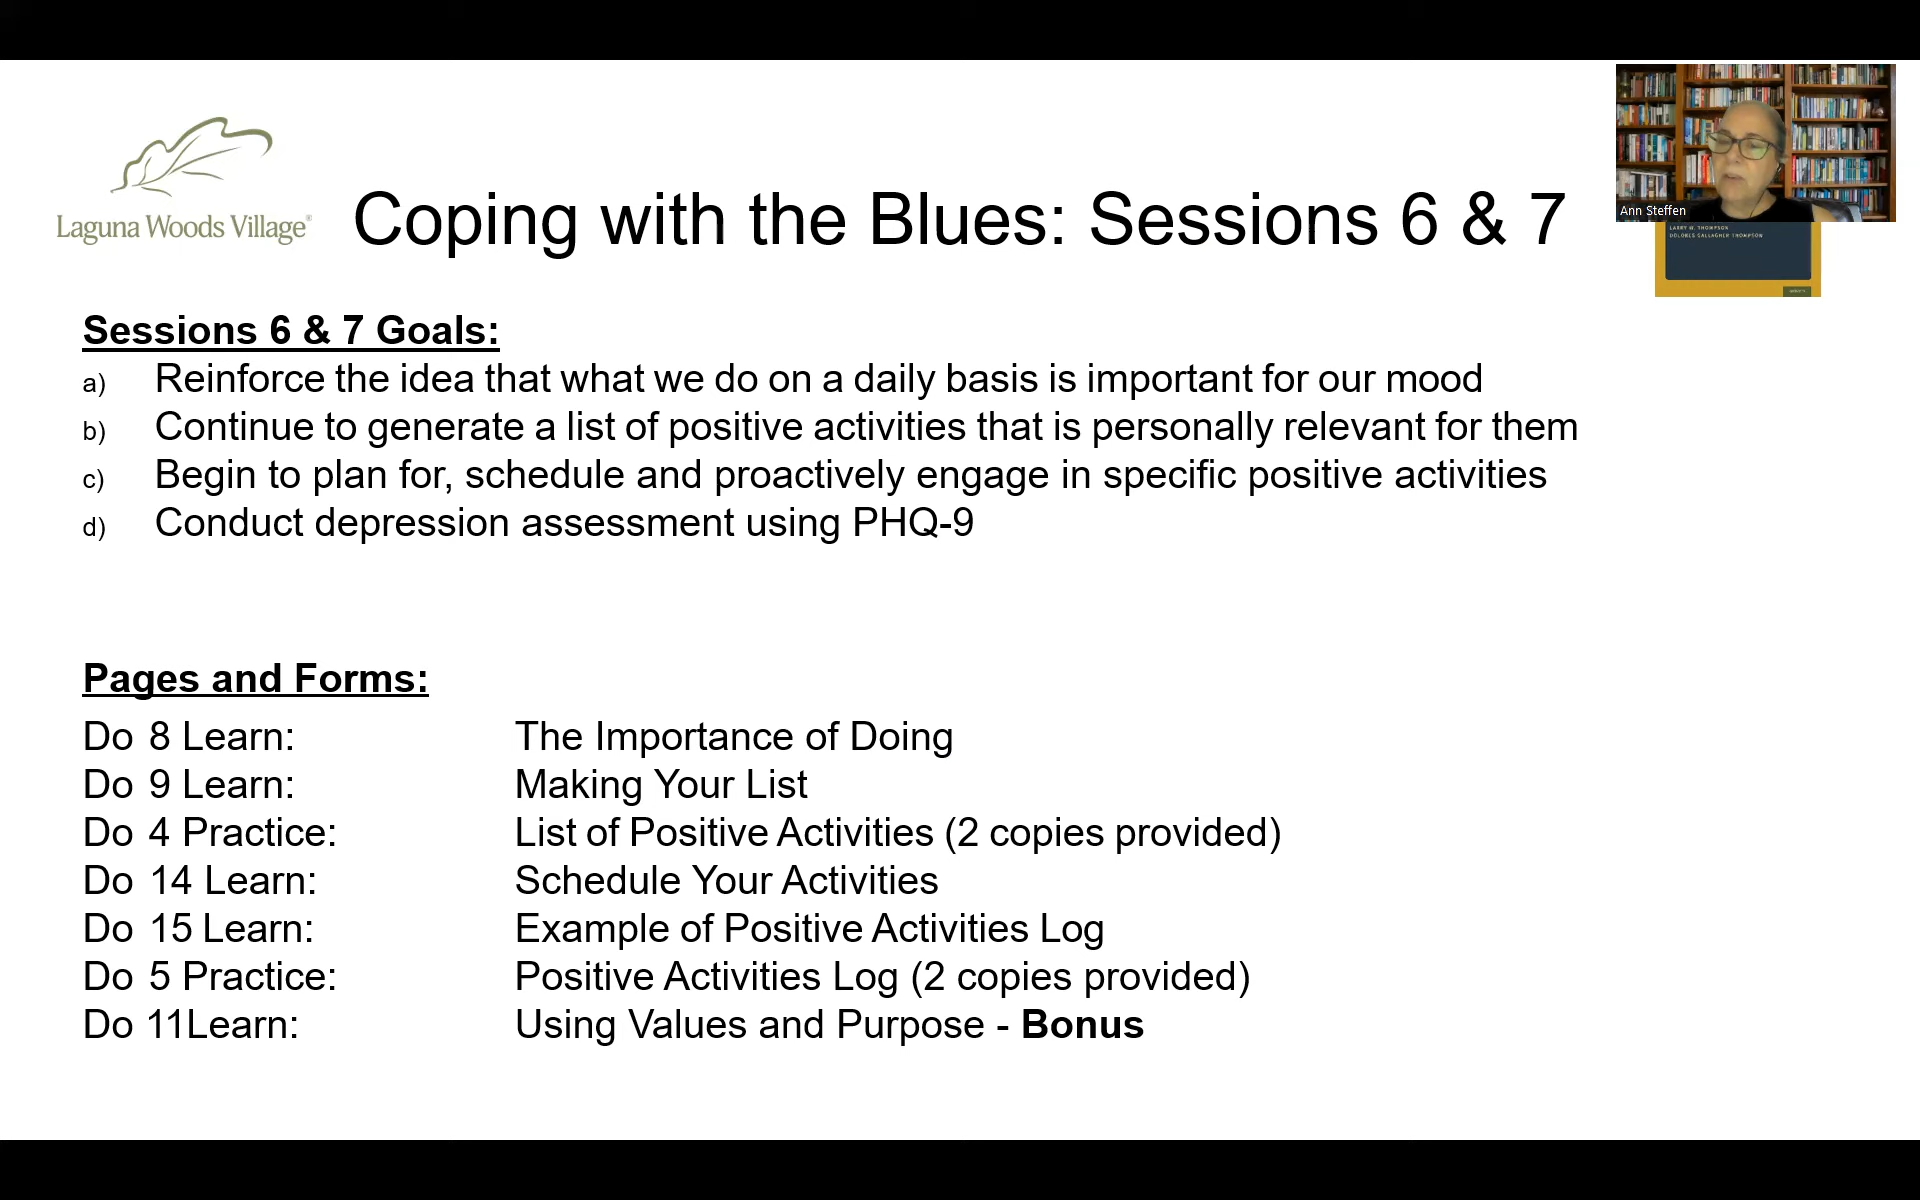 Laguna Woods Village®
Coping with the Blues: Sessions 6 & 7
Ann Steffen
LARRY W. THOMPSON
DOLORES GALLAGHER THOMPSON
Sessions 6 & 7 Goals:
a) Reinforce the idea that what we do on a daily basis is important for our mood
b) Continue to generate a list of positive activities that is personally relevant for them
c) Begin to plan for, schedule and proactively engage in specific positive activities
d) Conduct depression assessment using PHQ-9
Pages and Forms:
Do 8 Learn: The Importance of Doing
Do 9 Learn: Making Your List
Do 4 Practice: List of Positive Activities (2 copies provided)
Do 14 Learn: Schedule Your Activities
Do 15 Learn: Example of Positive Activities Log
Do 5 Practice: Positive Activities Log (2 copies provided)
Do 11Learn: Using Values and Purpose - Bonus